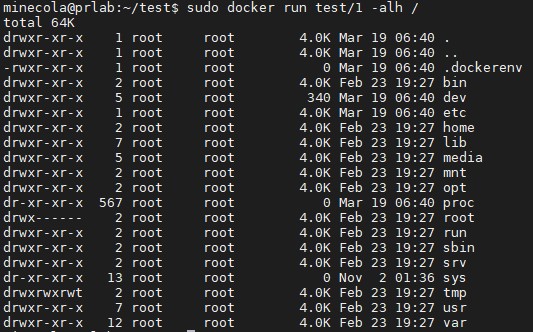 minecola@prlab:~/test$ sudo docker run test/1 -alh /
total 64K
drwxr-xr-x    1 root     root        4.0K Mar 19 06:40 .
drwxr-xr-x    1 root     root        4.0K Mar 19 06:40 ..
-rwxr-xr-x    1 root     root           0 Mar 19 06:40 .dockerenv
drwxr-xr-x    2 root     root        4.0K Feb 23 19:27 bin
drwxr-xr-x    5 root     root         340 Mar 19 06:40 dev
drwxr-xr-x    1 root     root        4.0K Mar 19 06:40 etc
drwxr-xr-x    2 root     root        4.0K Feb 23 19:27 home
drwxr-xr-x    7 root     root        4.0K Feb 23 19:27 lib
drwxr-xr-x    5 root     root        4.0K Feb 23 19:27 media
drwxr-xr-x    2 root     root        4.0K Feb 23 19:27 mnt
drwxr-xr-x    2 root     root        4.0K Feb 23 19:27 opt
dr-xr-xr-x  567 root     root           0 Mar 19 06:40 proc
drwx------    2 root     root        4.0K Feb 23 19:27 root
drwxr-xr-x    2 root     root        4.0K Feb 23 19:27 run
drwxr-xr-x    2 root     root        4.0K Feb 23 19:27 sbin
drwxr-xr-x    2 root     root        4.0K Feb 23 19:27 srv
dr-xr-xr-x   13 root     root           0 Nov  2 01:36 sys
drwxrwxrwt    2 root     root        4.0K Feb 23 19:27 tmp
drwxr-xr-x    7 root     root        4.0K Feb 23 19:27 usr
drwxr-xr-x   12 root     root        4.0K Feb 23 19:27 var